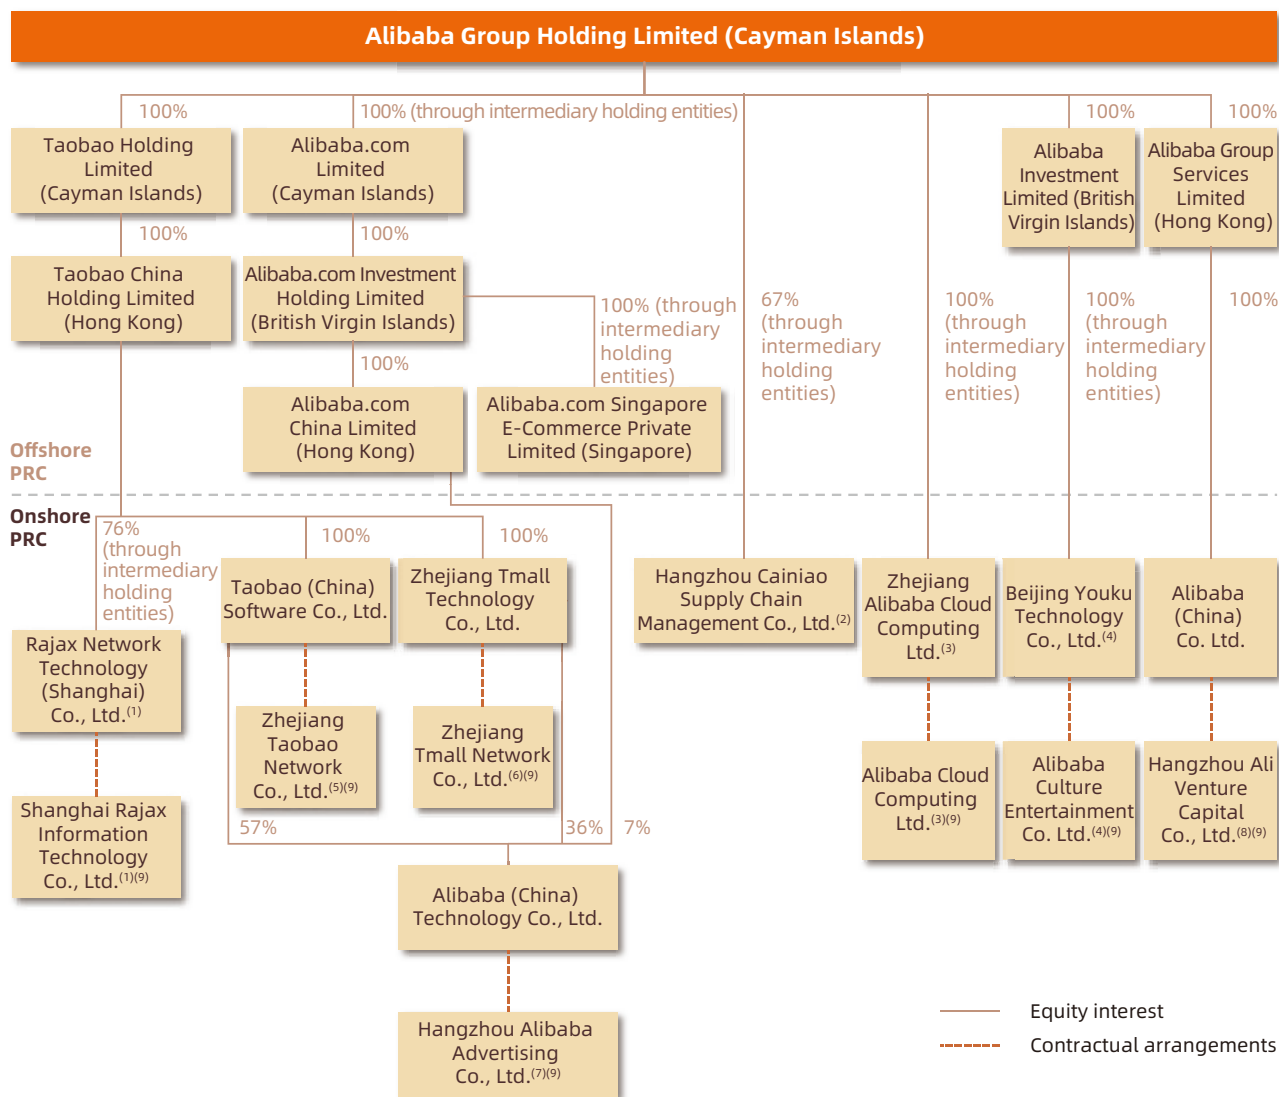 Alibaba Group Holding Limited (Cayman Islands)
100%
100% (through intermediary holding entities)
100%
100%
Taobao Holding
Limited
(Cayman Islands)
Alibaba.com
Limited
(Cayman Islands)
Alibaba
Investment
Limited (British
Virgin Islands)
Alibaba Group
Services
Limited
(Hong Kong)
100%
100%
Taobao China
Holding Limited
(Hong Kong)
Alibaba.com Investment
Holding Limited
(British Virgin Islands)
100% (through
intermediary
holding
entities)
67%
(through
intermediary
holding
entities)
100%
(through
intermediary
holding
entities)
100%
(through
intermediary
holding
entities)
100%
100%
Alibaba.com
China Limited
(Hong Kong)
Alibaba.com Singapore
E-Commerce Private
Limited (Singapore)
Offshore
PRC
Onshore
PRC
76%
(through
intermediary
holding
entities)
100%
100%
Taobao (China)
Software Co., Ltd.
Zhejiang Tmall
Technology
Co., Ltd.
Hangzhou Cainiao
Supply Chain
Management Co., Ltd.(2)
Zhejiang
Alibaba Cloud
Computing
Ltd.(3)
Beijing Youku
Technology
Co., Ltd.(4)
Alibaba
(China)
Co. Ltd.
Rajax Network
Technology
(Shanghai)
Co., Ltd.(1)
Zhejiang
Taobao
Network
Co., Ltd.(5)(9)
Zhejiang
Tmall Network
Co., Ltd.(6)(9)
Alibaba Cloud
Computing
Ltd.(3)(9)
Alibaba
Culture
Entertainment
Co. Ltd.(4)(9)
Hangzhou Ali
Venture
Capital
Co., Ltd.(8)(9)
Shanghai Rajax
Information
Technology
Co., Ltd.(1)(9)
57%
36%
7%
Alibaba (China)
Technology Co., Ltd.
Hangzhou Alibaba
Advertising
Co., Ltd.(7)(9)
Equity interest
Contractual arrangements